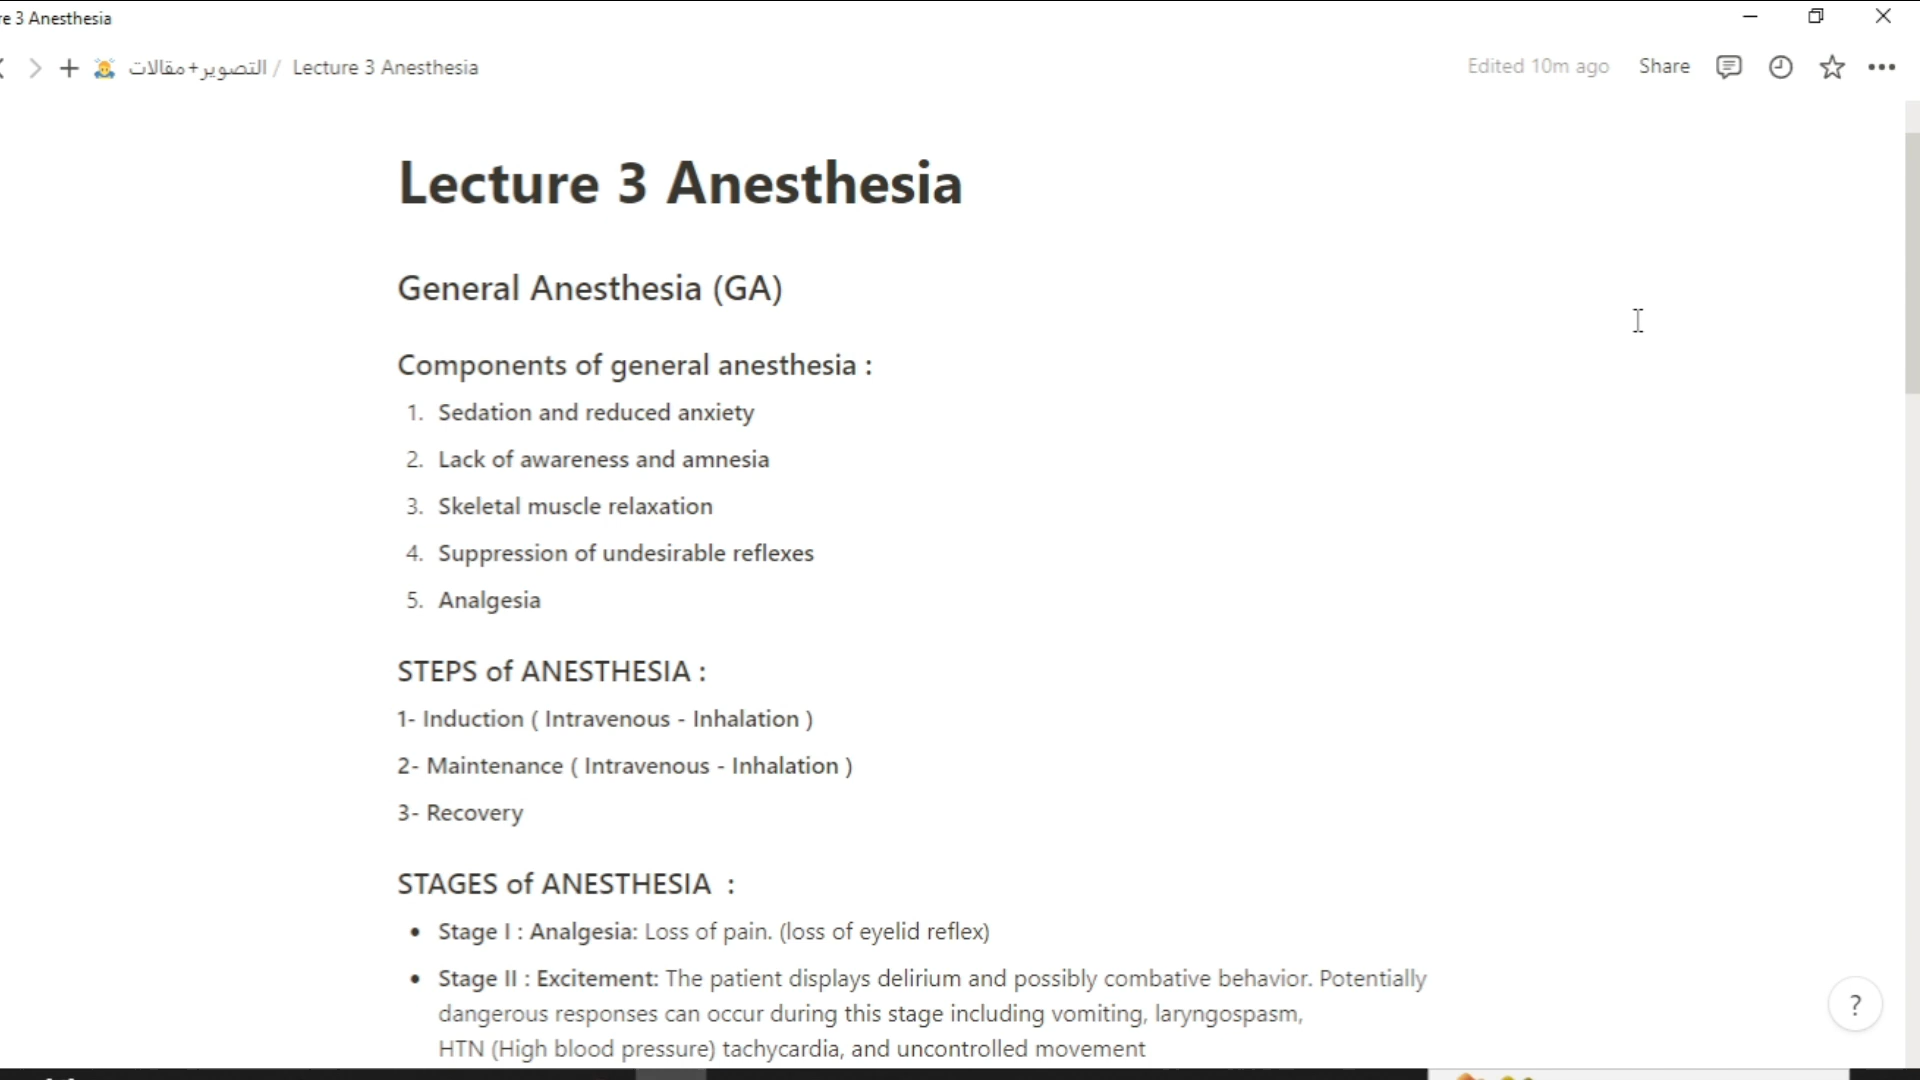 re 3 Anesthesia
التصوير+مقالات / Lecture 3 Anesthesia
Edited 10m ago Share
Lecture 3 Anesthesia
General Anesthesia (GA)
Components of general anesthesia :
1. Sedation and reduced anxiety
2. Lack of awareness and amnesia
3. Skeletal muscle relaxation
4. Suppression of undesirable reflexes
5. Analgesia
STEPS of ANESTHESIA :
1- Induction ( Intravenous - Inhalation )
2- Maintenance ( Intravenous - Inhalation )
3- Recovery
STAGES of ANESTHESIA :
• Stage I : Analgesia: Loss of pain. (loss of eyelid reflex)
• Stage II : Excitement: The patient displays delirium and possibly combative behavior. Potentially
dangerous responses can occur during this stage including vomiting, laryngospasm,
HTN (High blood pressure) tachycardia, and uncontrolled movement
?